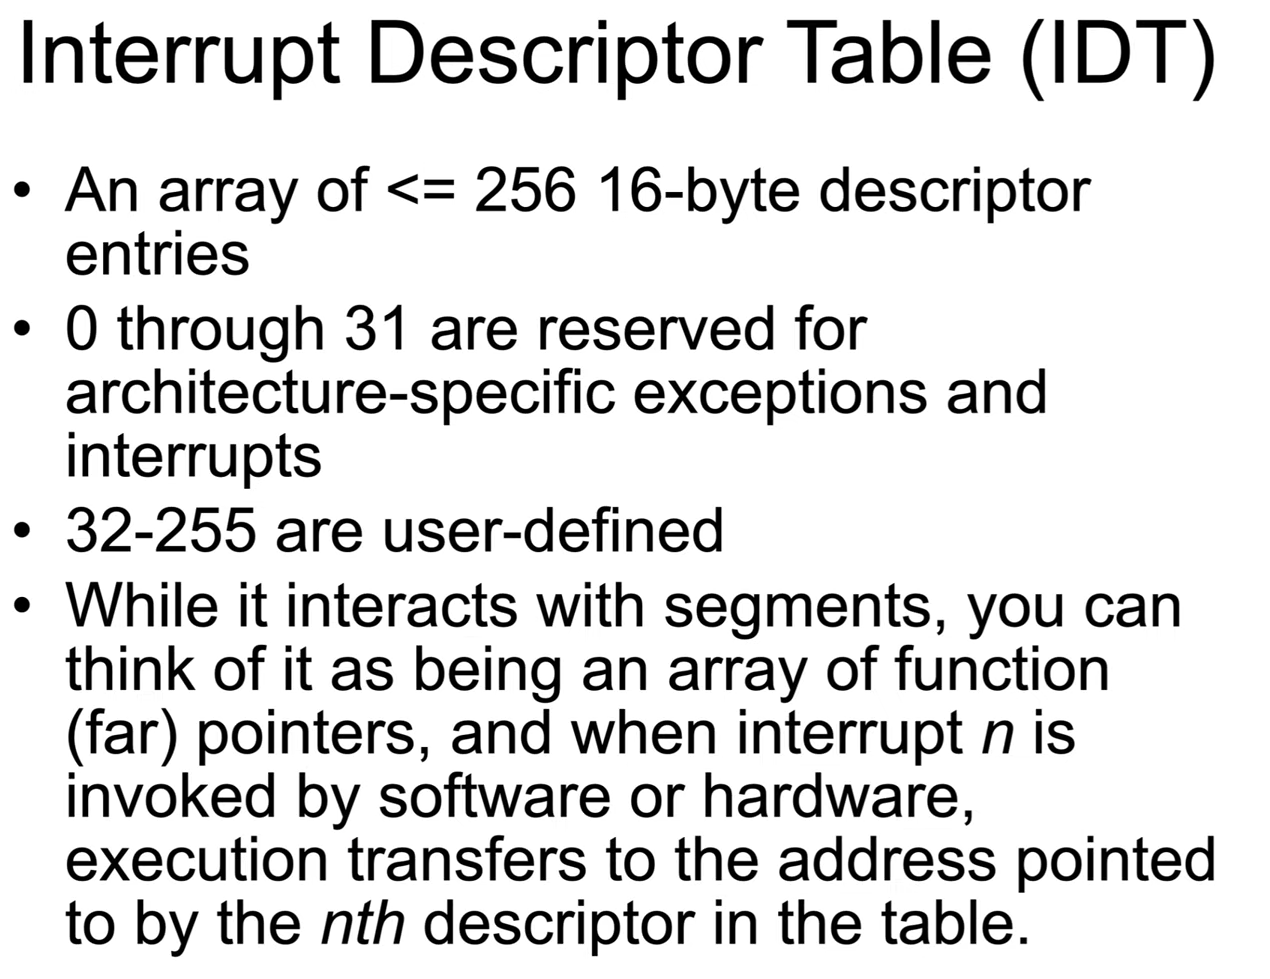 Interrupt Descriptor Table (IDT)
• An array of <= 256 16-byte descriptor
entries
• 0 through 31 are reserved for
architecture-specific exceptions and
interrupts
• 32-255 are user-defined
• While it interacts with segments, you can
think of it as being an array of function
(far) pointers, and when interrupt n is
invoked by software or hardware,
execution transfers to the address pointed
to by the nth descriptor in the table.